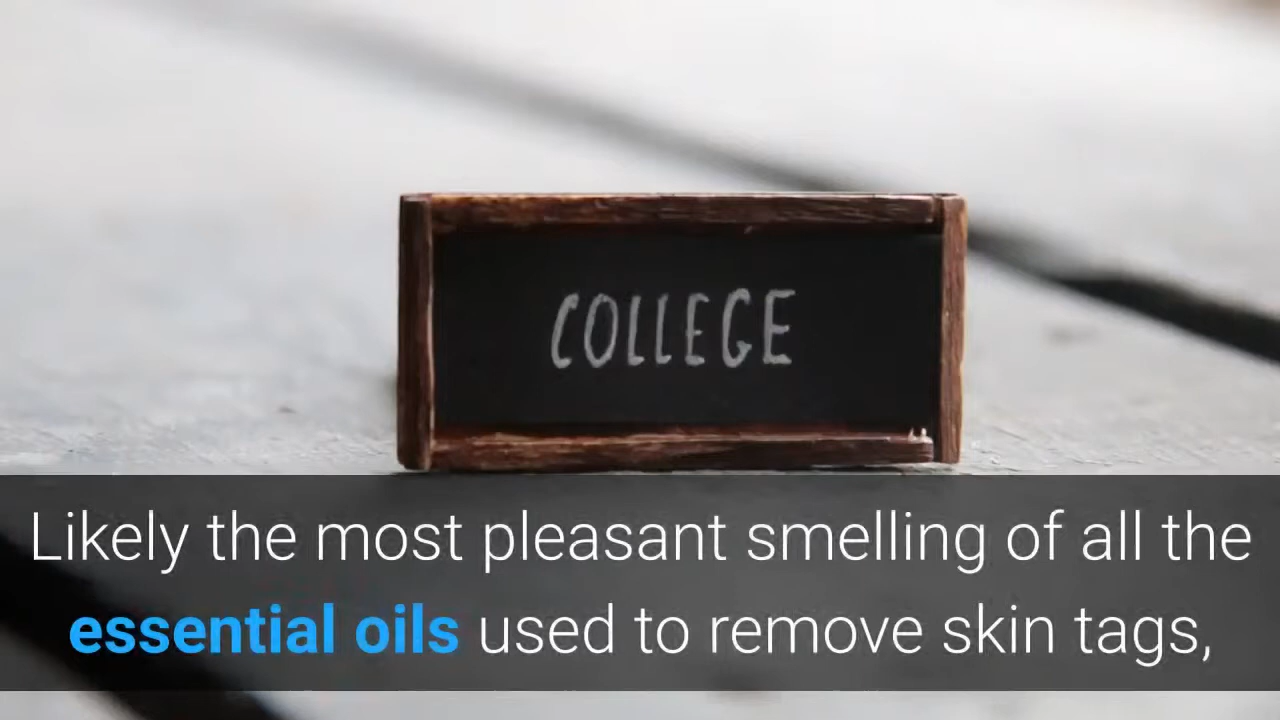 COLLEGE
Likely the most pleasant smelling of all the
essential oils used to remove skin tags,